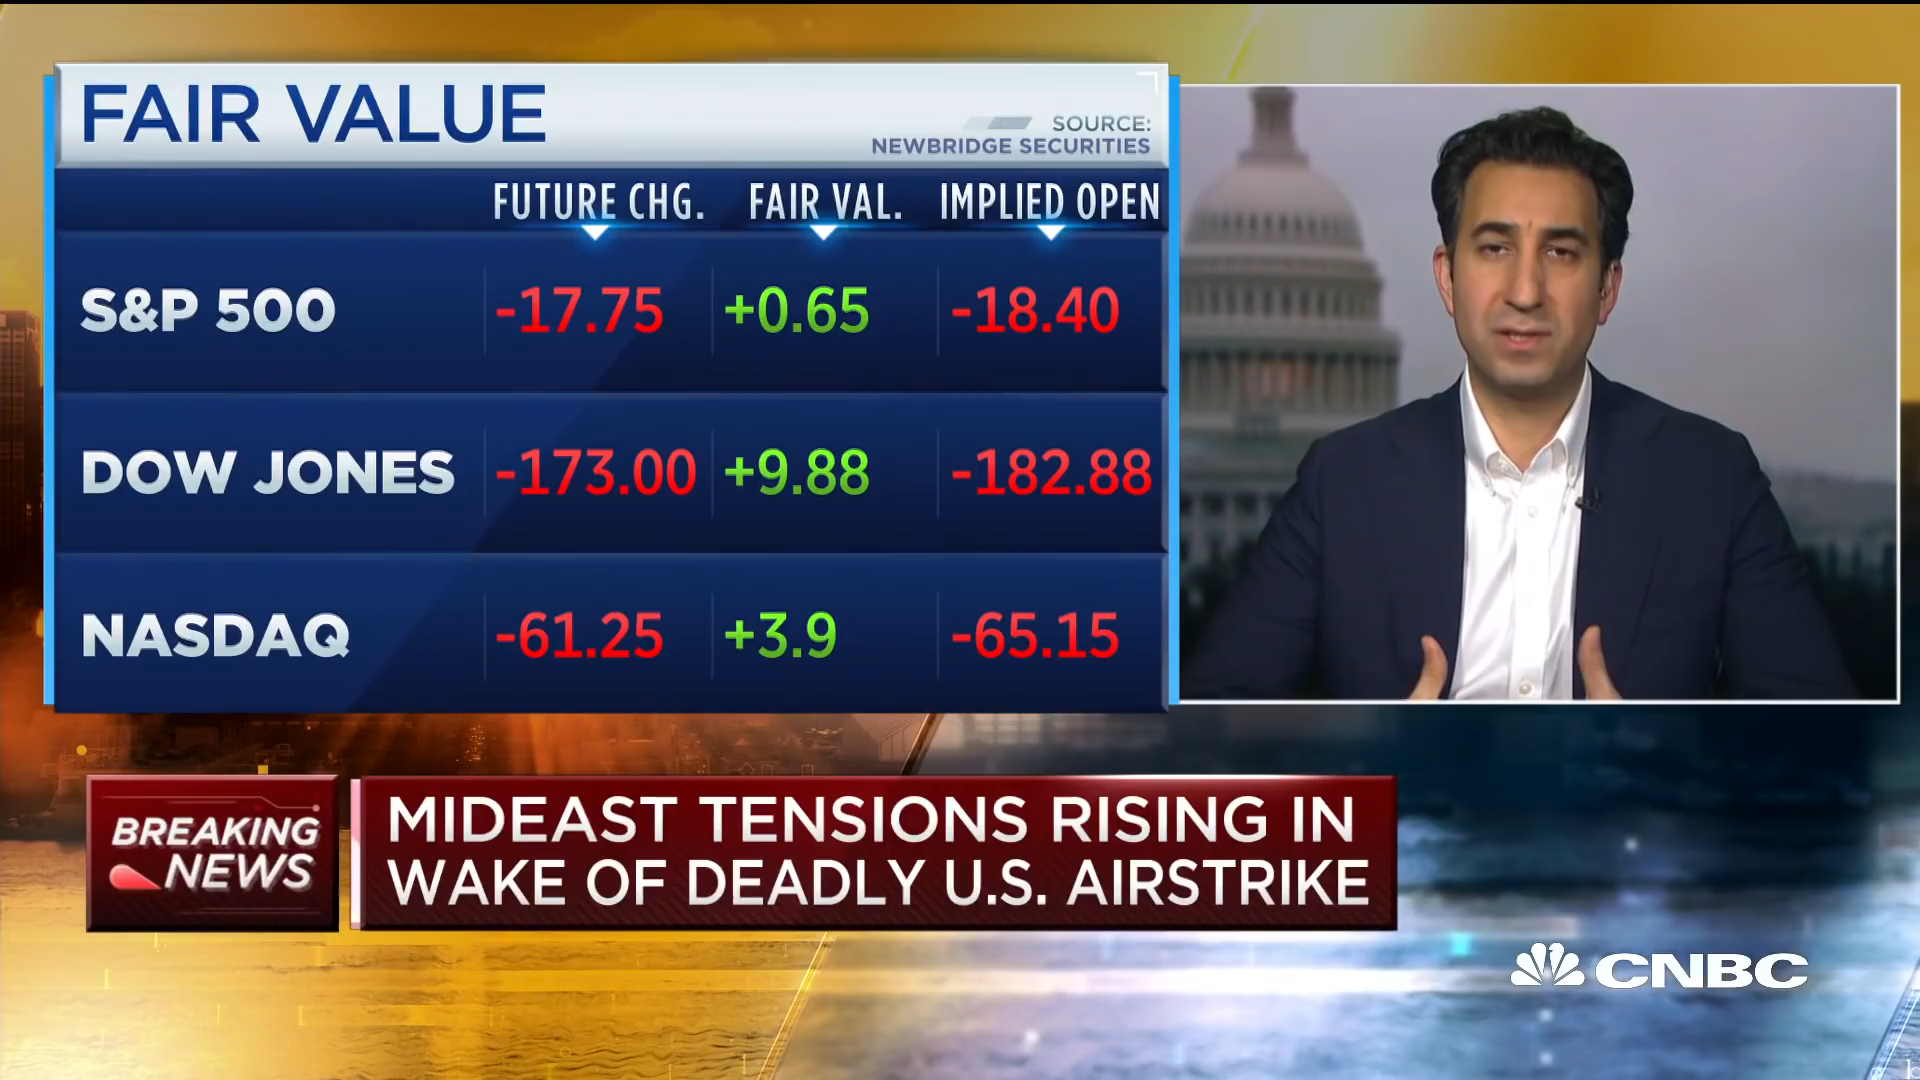 FAIR VALUE
SOURCE:
NEWBRIDGE SECURITIES
FUTURE CHG. FAIR VAL. IMPLIED OPEN
S&P 500 -17.75 +0.65 -18.40
DOW JONES -173.00 +9.88 -182.88
NASDAQ -61.25 +3.9 -65.15
BREAKING
NEWS
MIDEAST TENSIONS RISING IN
WAKE OF DEADLY U.S. AIRSTRIKE
CNBC